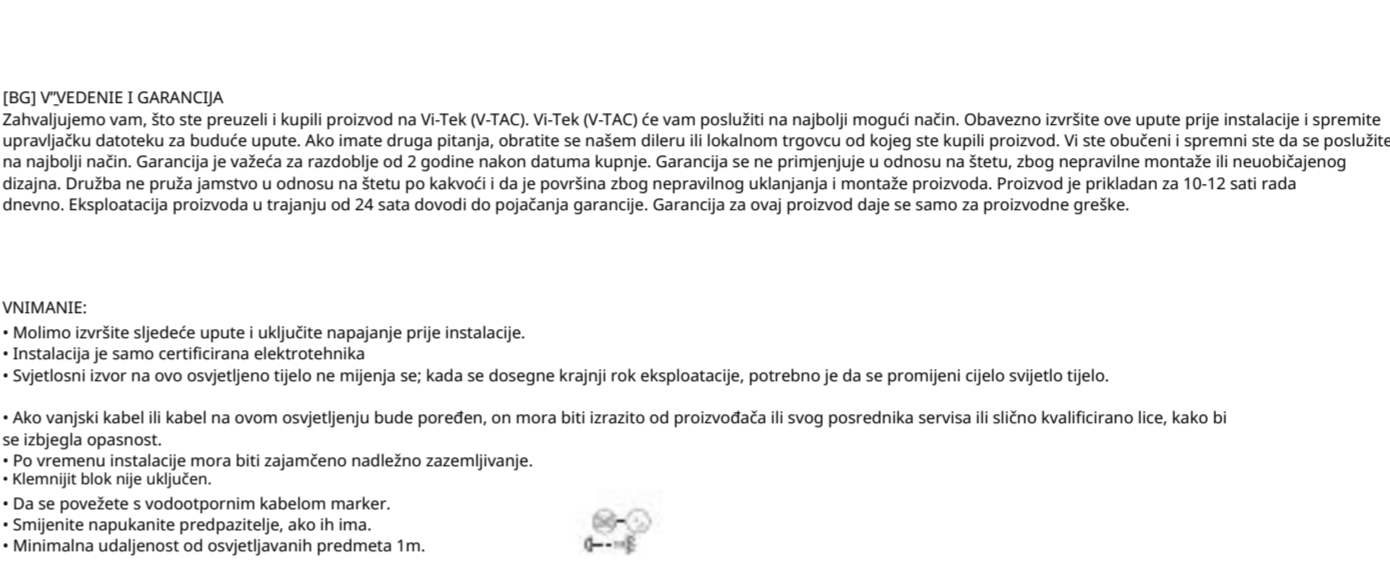 [BG] V”VEDENIE I GARANCIJA
Zahvaljujemo vam, što ste preuzeli i kupili proizvod na Vi-Tek (V-TAC). Vi-Tek (V-TAC) će vam poslužiti na najbolji mogući način. Obavezno izvršite ove upute prije instalacije i spremite
upravljačku datoteku za buduće upute. Ako imate druga pitanja, obratite se našem dileru ili lokalnom trgovcu od kojeg ste kupili proizvod. Vi ste obučeni i spremni ste da se poslužite
na najbolji način. Garancija je važeća za razdoblje od 2 godine nakon datuma kupnje. Garancija se ne primjenjuje u odnosu na štetu, zbog nepravilne montaže ili neuobičajenog
dizajna. Družba ne pruža jamstvo u odnosu na štetu po kakvoći i da je površina zbog nepravilnog uklanjanja i montaže proizvoda. Proizvod je prikladan za 10-12 sati rada
dnevno. Eksploatacija proizvoda u trajanju od 24 sata dovodi do pojačanja garancije. Garancija za ovaj proizvod daje se samo za proizvodne greške.
VNIMANIE:
• Molimo izvršite sljedeće upute i uključite napajanje prije instalacije.
• Instalacija je samo certificirana elektrotehnika
• Svjetlosni izvor na ovo osvjetljeno tijelo ne mijenja se; kada se dosegne krajnji rok eksploatacije, potrebno je da se promijeni cijelo svijetlo tijelo.
• Ako vanjski kabel ili kabel na ovom osvjetljenju bude poređen, on mora biti izrazito od proizvođača ili svog posrednika servisa ili slično kvalificirano lice, kako bi
se izbjegla opasnost.
• Po vremenu instalacije mora biti zajamčeno nadležno zazemljivanje.
• Klemnijit blok nije uključen.
• Da se povežete s vodootpornim kabelom marker.
• Smijenite napukanite predpazitelje, ako ih ima.
• Minimalna udaljenost od osvjetljavanih predmeta 1m.